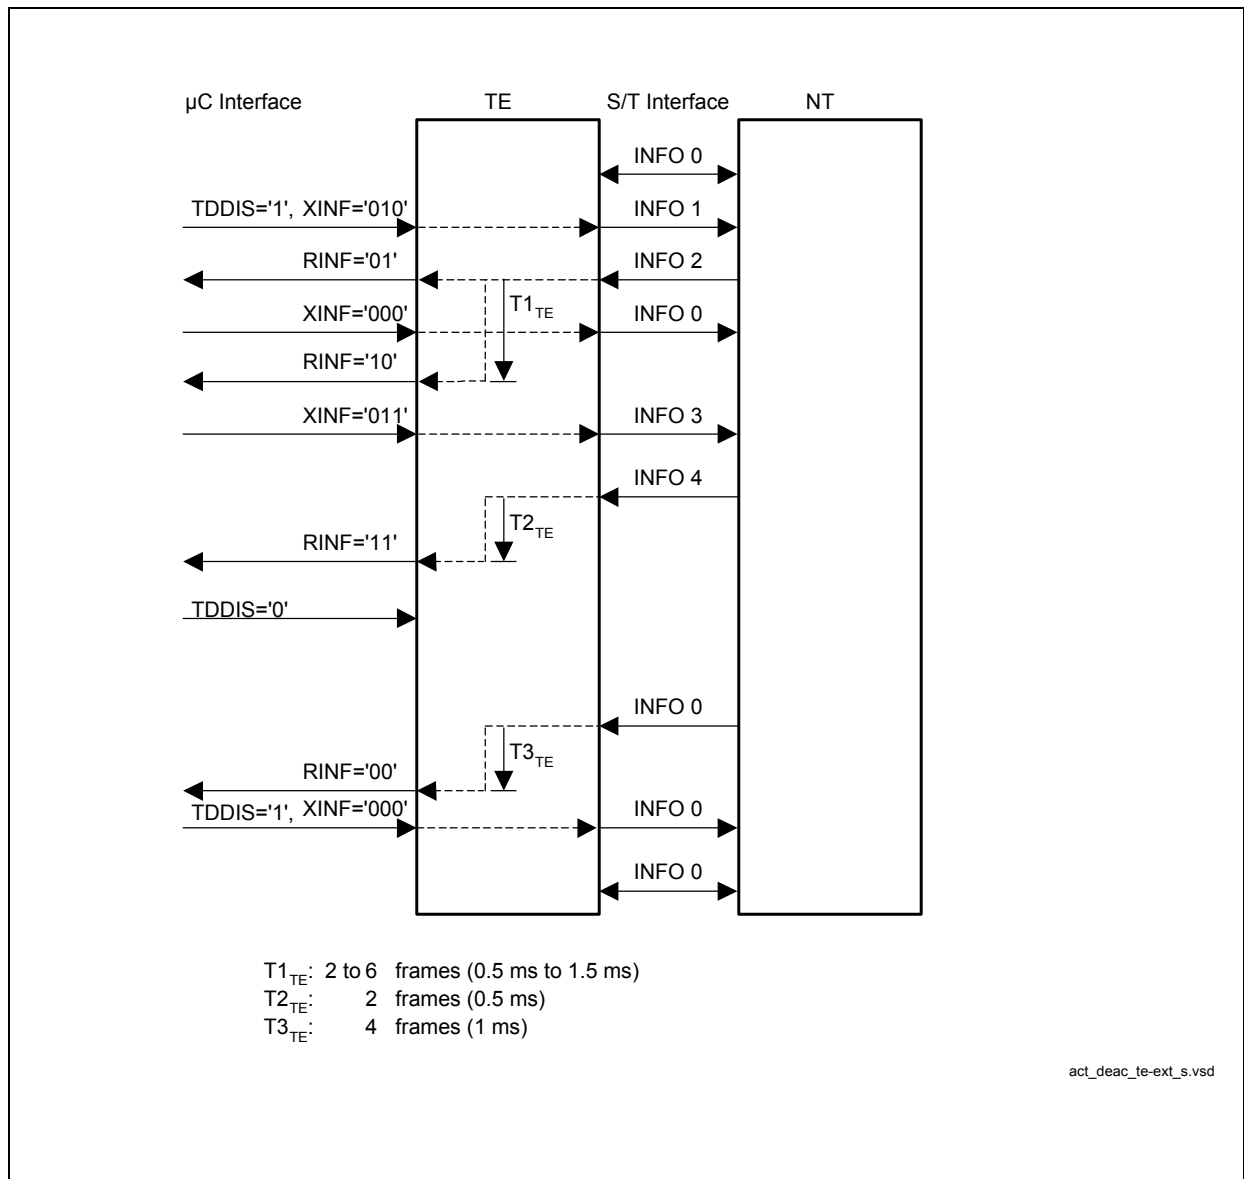 µC Interface TE S/T Interface NT
INFO 0
TDDIS='1', XINF='010' INFO 1
RINF='01' INFO 2
T1TE
XINF='000' INFO 0
RINF='10'
XINF='011' INFO 3
INFO 4
T2TE
RINF='11'
TDDIS='0'
INFO 0
T3TE
RINF='00'
TDDIS='1', XINF='000' INFO 0
INFO 0
T1TE: 2 to 6 frames (0.5 ms to 1.5 ms)
T2TE: 2 frames (0.5 ms)
T3TE: 4 frames (1 ms)
act_deac_te-ext_s.vsd